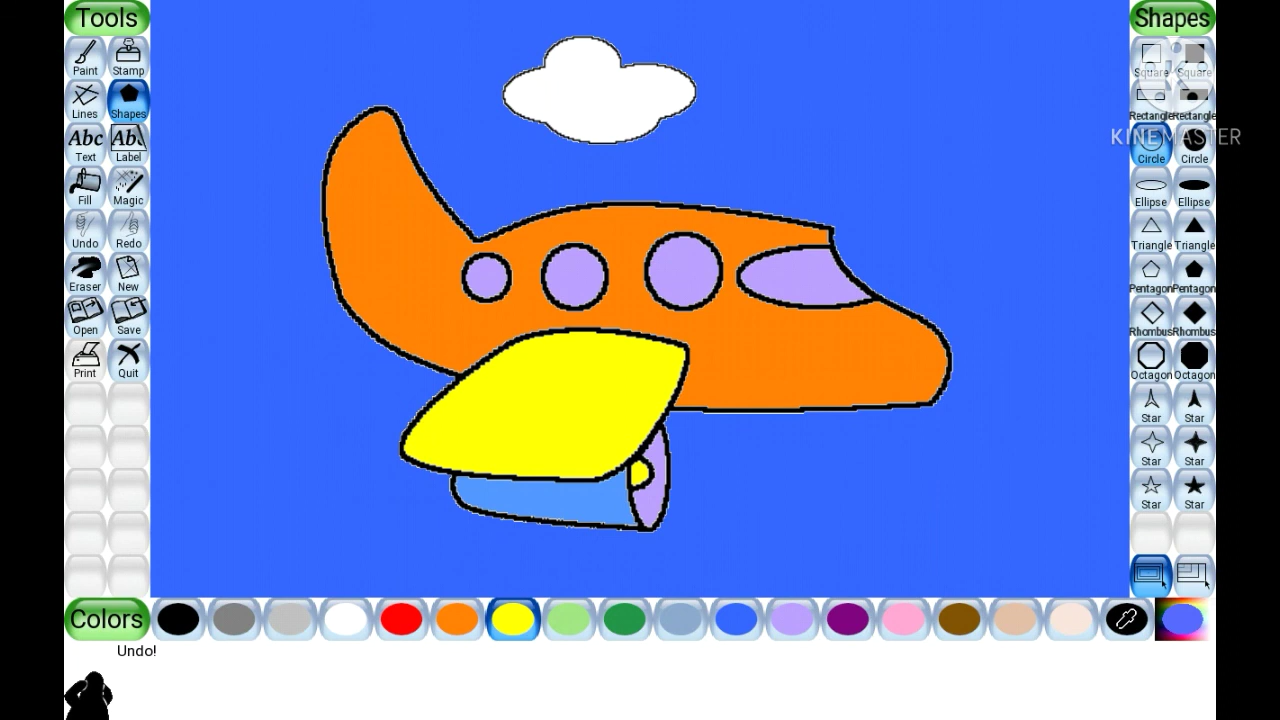 Tools
Shapes
Paint Stamp
Square Square
Lines Shapes
Rectangle Rectangle
KINEMASTER
Abc Abc
Text Label
Circle Circle
Fill Magic
Ellipse Ellipse
Undo Redo
Triangle Triangle
Eraser New
Pentagon Pentagon
Open Save
Rhombus Rhombus
Print Quit
Octagon Octagon
Star Star
Star Star
Star Star
Colors
Undo!